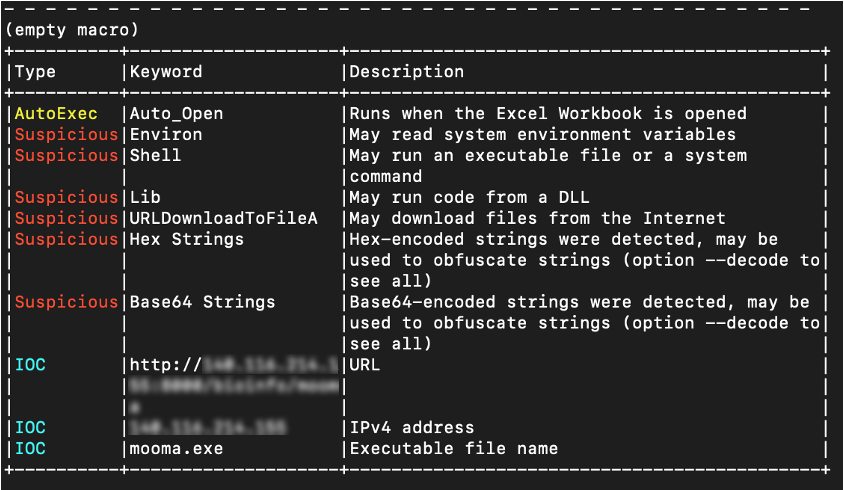 (empty macro)
|Type |Keyword |Description |
|AutoExec |Auto_Open |Runs when the Excel Workbook is opened |
|Suspicious|Environ |May read system environment variables |
|Suspicious|Shell |May run an executable file or a system |
| | |command |
|Suspicious|Lib |May run code from a DLL |
|Suspicious|URLDownloadToFileA |May download files from the Internet |
|Suspicious|Hex Strings |Hex-encoded strings were detected, may be |
| | |used to obfuscate strings (option --decode to|
| | |see all) |
|Suspicious|Base64 Strings |Base64-encoded strings were detected, may be |
| | |used to obfuscate strings (option --decode to|
| | |see all) |
|IOC |http:// |URL |
|IOC | |IPv4 address |
|IOC |mooma.exe |Executable file name |